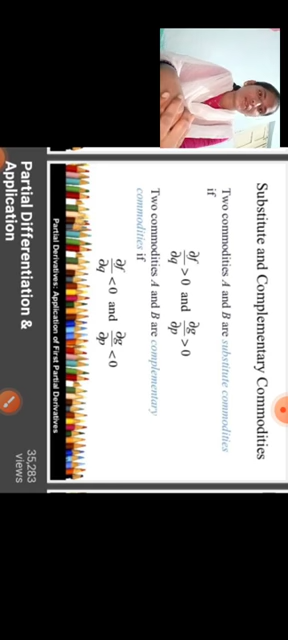 Substitute and Complementary Commodities
Two commodities A and B are substitute commodities
if
∂f/∂q > 0 and ∂g/∂p > 0
Two commodities A and B are complementary
commodities if
∂f/∂q < 0 and ∂g/∂p < 0
Partial Derivatives: Application of First Partial Derivatives
Partial Differentiation &
Application
35,283
views